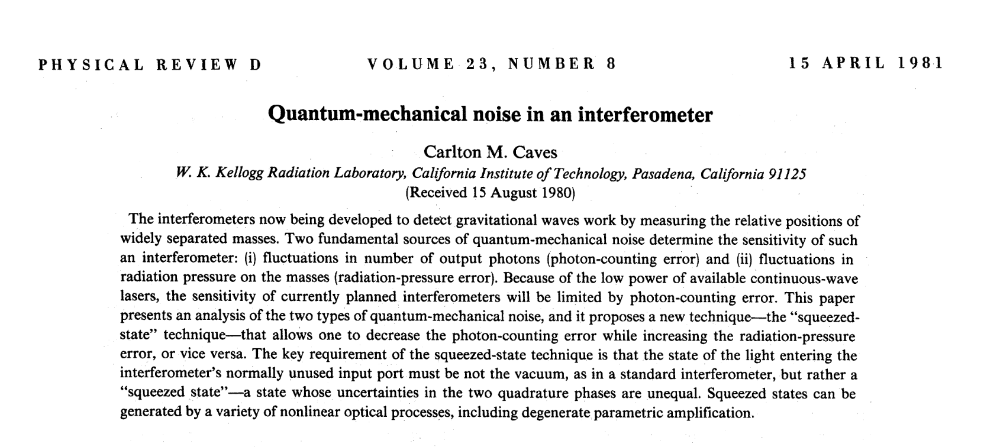 PHYSICAL REVIEW D VOLUME 23, NUMBER 8 15 APRIL 1981
Quantum-mechanical noise in an interferometer
Carlton M. Caves
W. K. Kellogg Radiation Laboratory, California Institute of Technology, Pasadena, California 91125
(Received 15 August 1980)
The interferometers now being developed to detect gravitational waves work by measuring the relative positions of
widely separated masses. Two fundamental sources of quantum-mechanical noise determine the sensitivity of such
an interferometer: (i) fluctuations in number of output photons (photon-counting error) and (ii) fluctuations in
radiation pressure on the masses (radiation-pressure error). Because of the low power of available continuous-wave
lasers, the sensitivity of currently planned interferometers will be limited by photon-counting error. This paper
presents an analysis of the two types of quantum-mechanical noise, and it proposes a new technique—the “squeezed-
state” technique—that allows one to decrease the photon-counting error while increasing the radiation-pressure
error, or vice versa. The key requirement of the squeezed-state technique is that the state of the light entering the
interferometer’s normally unused input port must be not the vacuum, as in a standard interferometer, but rather a
“squeezed state”—a state whose uncertainties in the two quadrature phases are unequal. Squeezed states can be
generated by a variety of nonlinear optical processes, including degenerate parametric amplification.